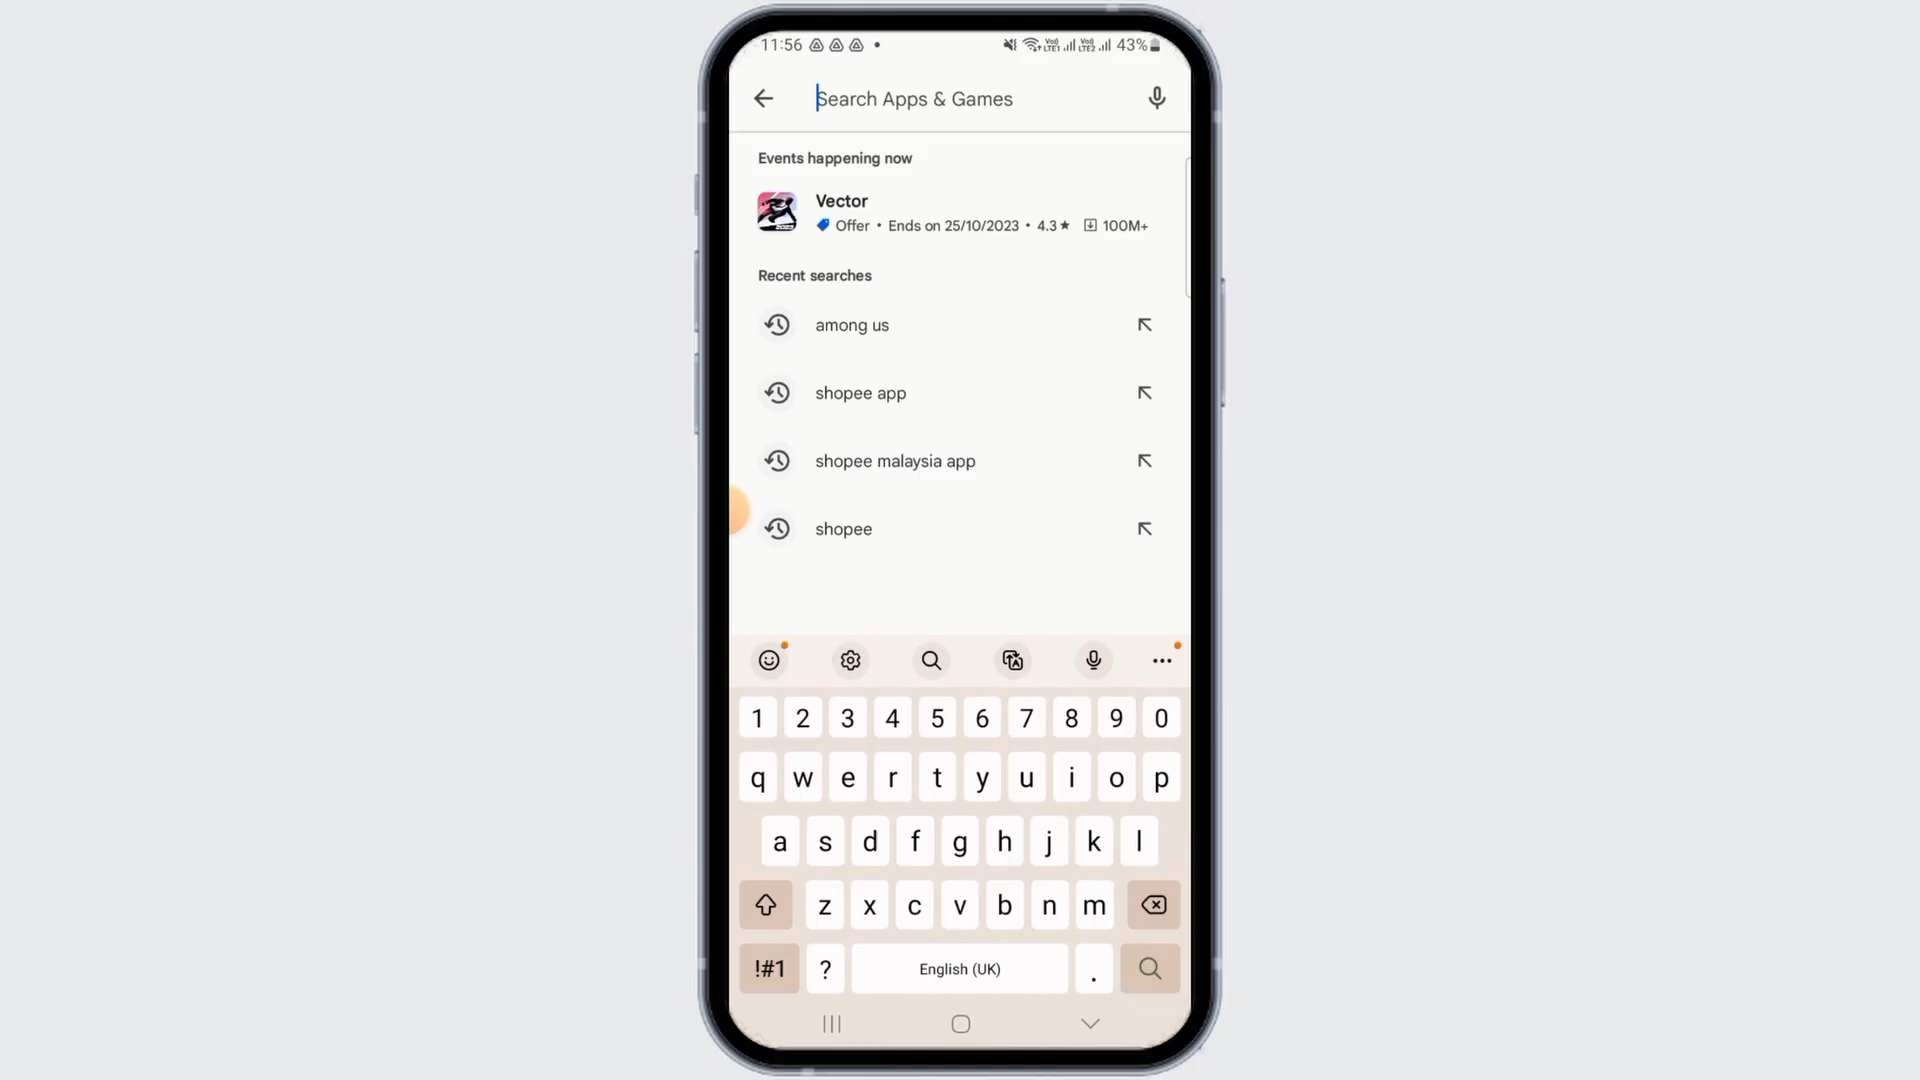 11:56 43%
Search Apps & Games
Events happening now
Vector
Offer • Ends on 25/10/2023 • 4.3★ 100M+
Recent searches
among us
shopee app
shopee malaysia app
shopee
1 2 3 4 5 6 7 8 9 0
q w e r t y u i o p
a s d f g h j k l
z x c v b n m
!#1 ? English (UK) .